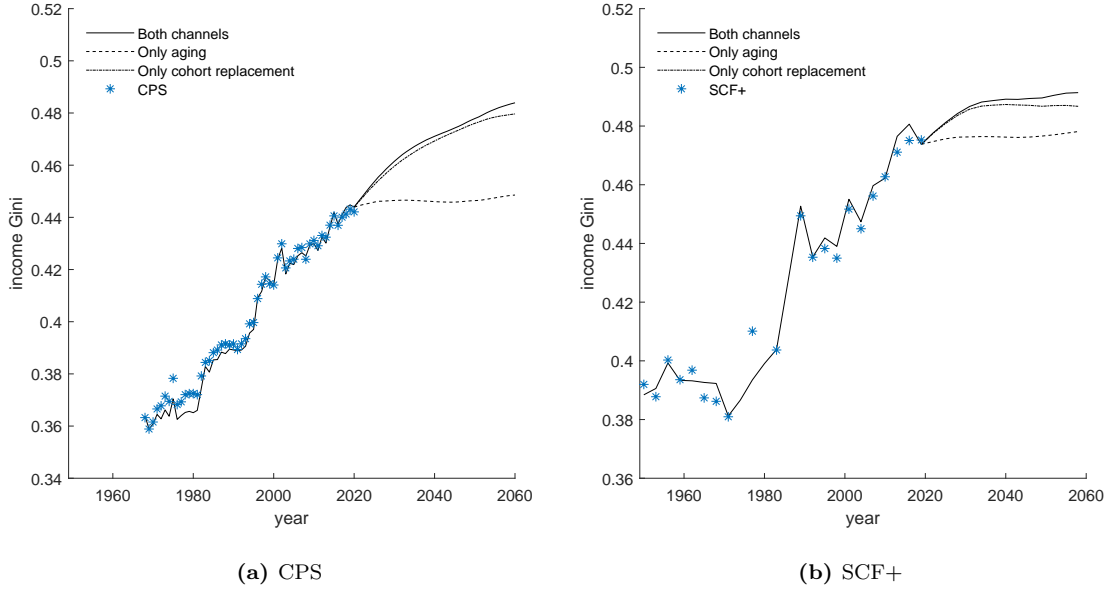 0.54
0.52
0.5
0.48
0.46
0.44
0.42
0.4
0.38
0.36
0.34
income Gini
Both channels
Only aging
Only cohort replacement
CPS
1960 1980 2000 2020 2040 2060
year
(a) CPS
0.52
0.5
0.48
0.46
0.44
0.42
0.4
0.38
0.36
income Gini
Both channels
Only aging
Only cohort replacement
SCF+
1960 1980 2000 2020 2040 2060
year
(b) SCF+